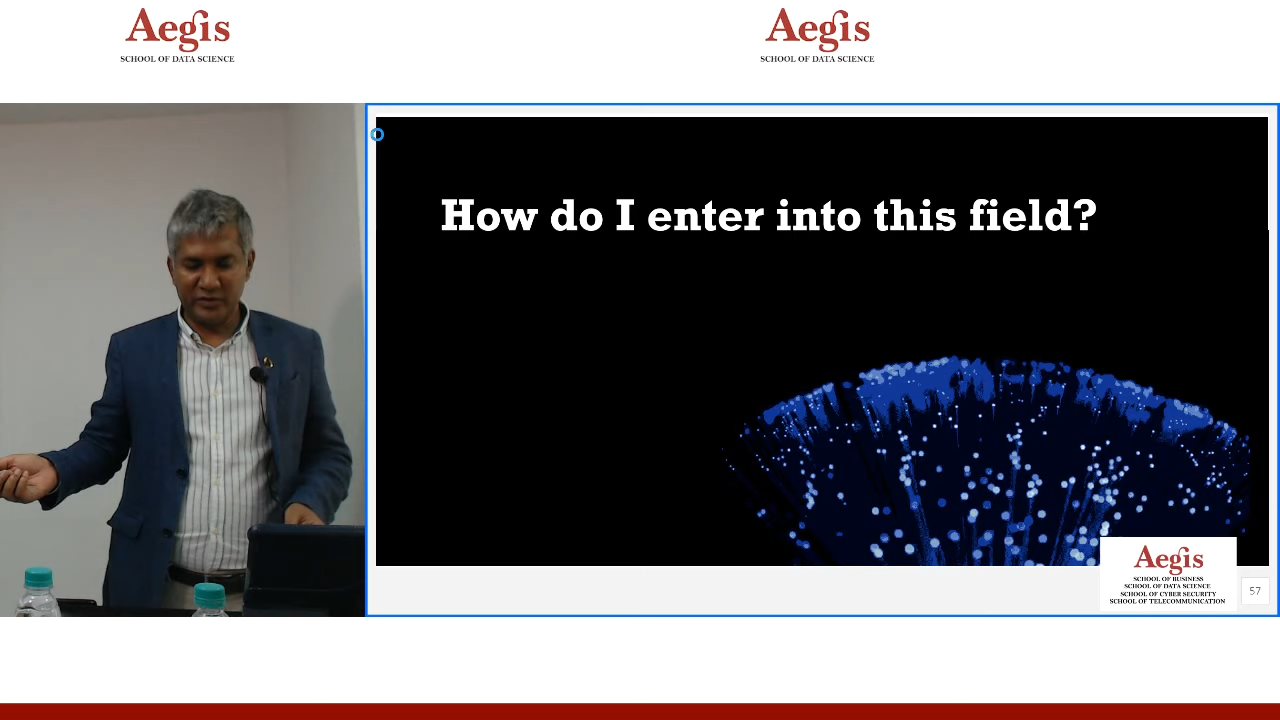 Aegis
SCHOOL OF DATA SCIENCE
Aegis
SCHOOL OF DATA SCIENCE
How do I enter into this field?
Aegis
SCHOOL OF BUSINESS
SCHOOL OF DATA SCIENCE
SCHOOL OF CYBER SECURITY
SCHOOL OF TELECOMMUNICATION
57